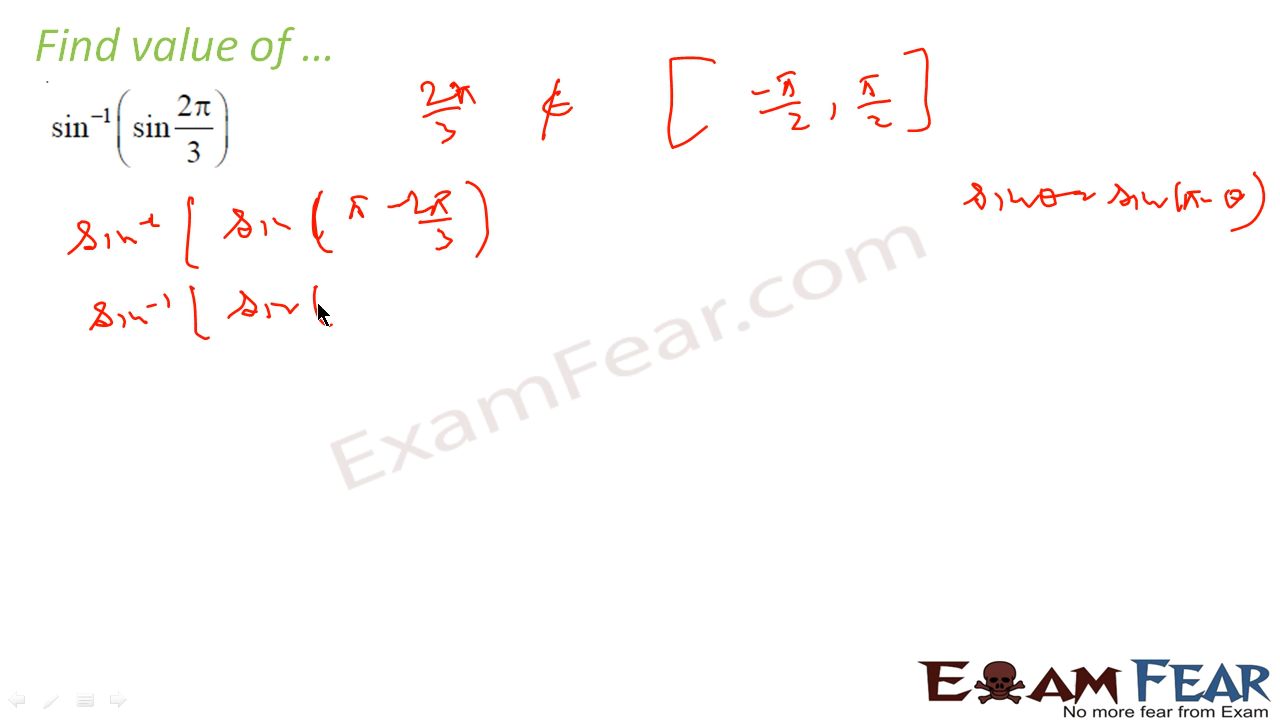 Find value of ...
sin⁻¹(sin 2π/3)
2π/3 ∉ [-π/2, π/2]
sinθ = sin(π - θ)
sin⁻¹[sin(π - 2π/3)
sin⁻¹[sin(
ExamFear.com
EXAM FEAR
No more fear from Exam